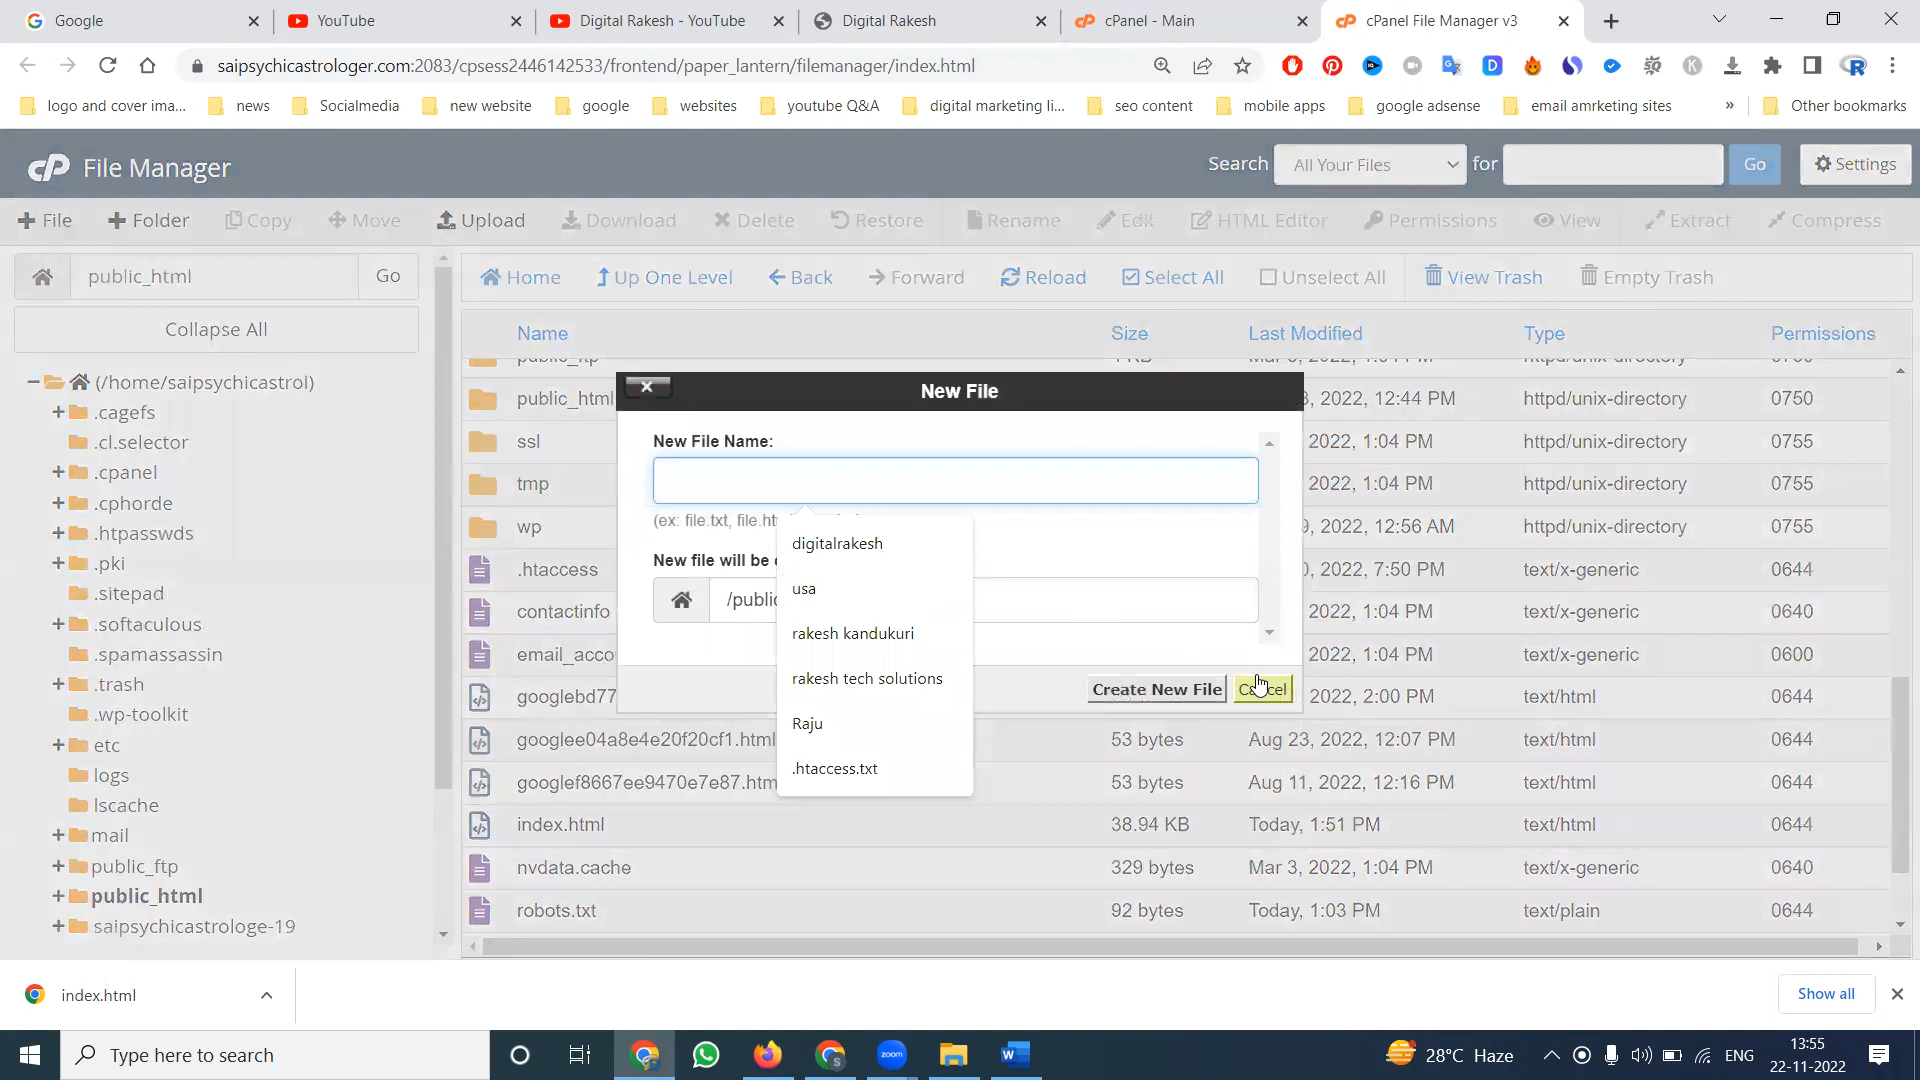 Google
YouTube
Digital Rakesh - YouTube
Digital Rakesh
cPanel - Main
cPanel File Manager v3
saipsychicastrologer.com:2083/cpsess2446142533/frontend/paper_lantern/filemanager/index.html
logo and cover ima...
news
Socialmedia
new website
google
websites
youtube Q&A
digital marketing li...
seo content
mobile apps
google adsense
email amrketing sites
»
Other bookmarks
cP File Manager
Search
All Your Files
for
Go
Settings
File
Folder
Copy
Move
Upload
Download
Delete
Restore
Rename
Edit
HTML Editor
Permissions
View
Extract
Compress
public_html
Go
Home
Up One Level
Back
Forward
Reload
Select All
Unselect All
View Trash
Empty Trash
Collapse All
(/home/saipsychicastrol)
.cagefs
.cl.selector
.cpanel
.cphorde
.htpasswds
.pki
.sitepad
.softaculous
.spamassassin
.trash
.wp-toolkit
etc
logs
lscache
mail
public_ftp
public_html
saipsychicastrologe-19
Name Size Last Modified Type Permissions
public_html 3, 2022, 12:44 PM httpd/unix-directory 0750
ssl 2022, 1:04 PM httpd/unix-directory 0755
tmp 2022, 1:04 PM httpd/unix-directory 0755
wp 9, 2022, 12:56 AM httpd/unix-directory 0755
.htaccess 0, 2022, 7:50 PM text/x-generic 0644
contactinfo 2022, 1:04 PM text/x-generic 0640
email_acco 2022, 1:04 PM text/x-generic 0600
googlebd77 2022, 2:00 PM text/html 0644
googlee04a8e4e20f20cf1.html 53 bytes Aug 23, 2022, 12:07 PM text/html 0644
googlef8667ee9470e7e87.htm 53 bytes Aug 11, 2022, 12:16 PM text/html 0644
index.html 38.94 KB Today, 1:51 PM text/html 0644
nvdata.cache 329 bytes Mar 3, 2022, 1:04 PM text/x-generic 0640
robots.txt 92 bytes Today, 1:03 PM text/plain 0644
New File
New File Name:
(ex: file.txt, file.ht
New file will be
/public
digitalrakesh
usa
rakesh kandukuri
rakesh tech solutions
Raju
.htaccess.txt
Create New File
Cancel
index.html
Show all
Type here to search
zoom
28°C Haze
ENG
13:55
22-11-2022